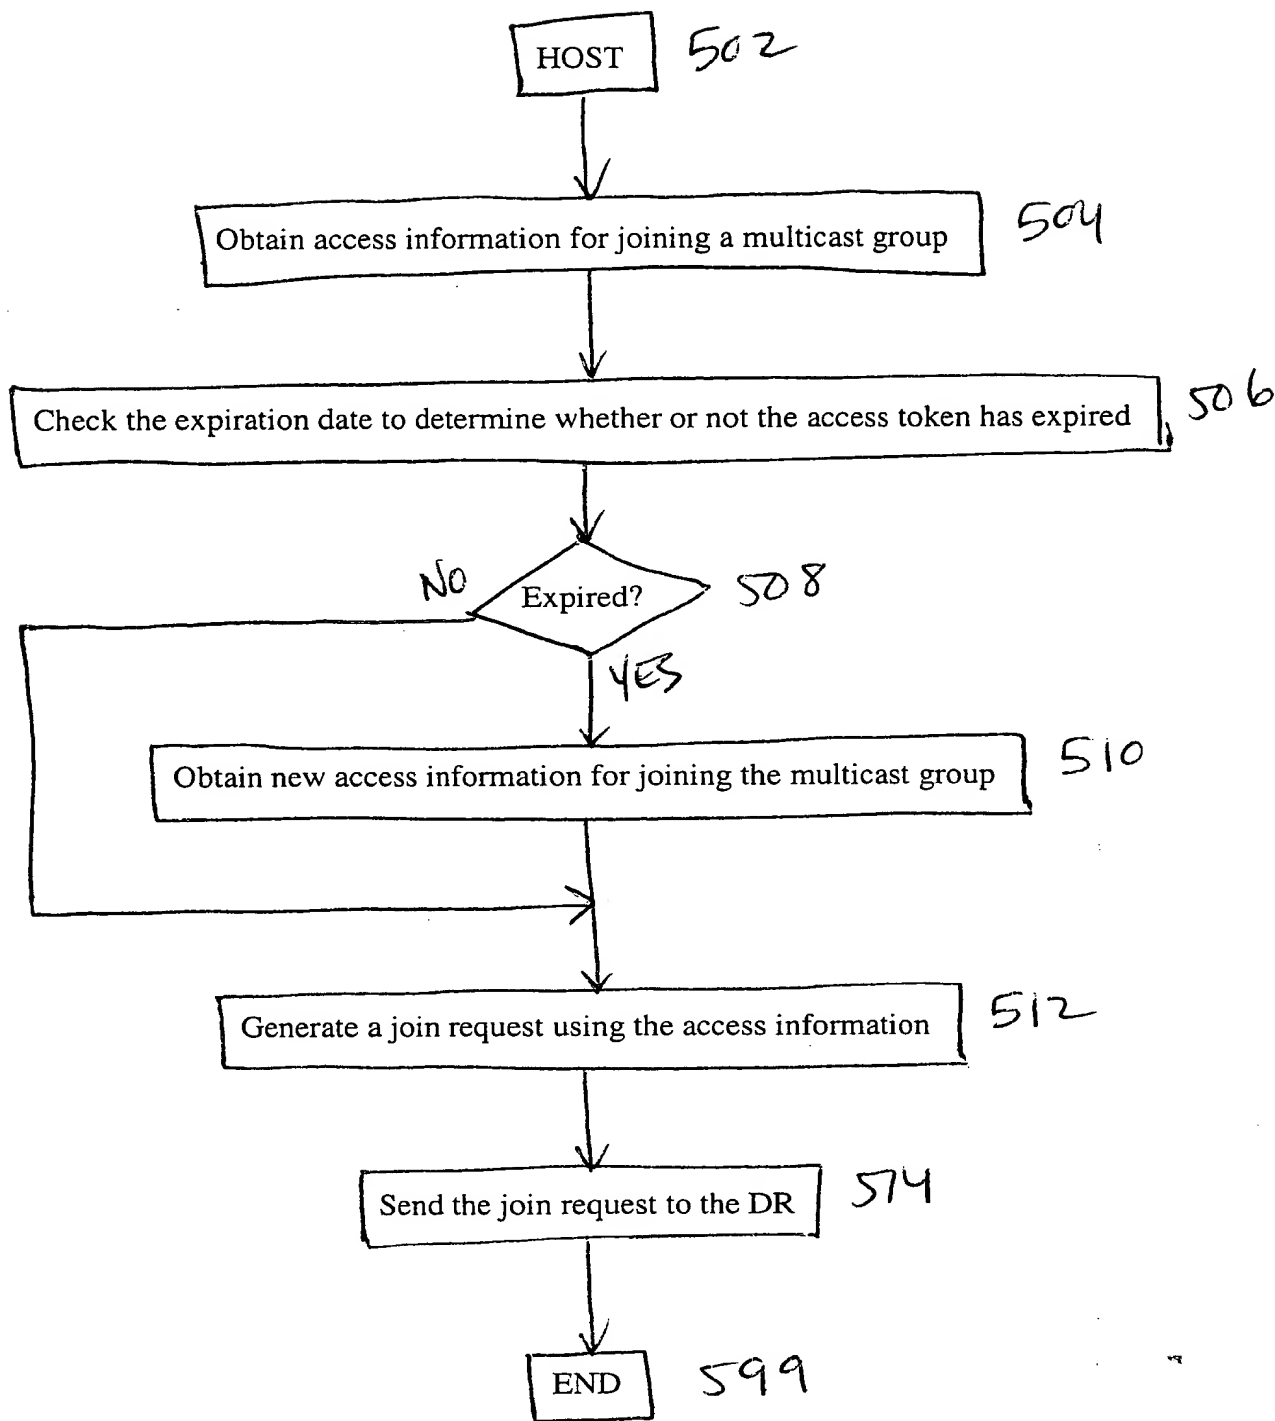 HOST 502
Obtain access information for joining a multicast group 504
Check the expiration date to determine whether or not the access token has expired 506
NO Expired? 508
YES
Obtain new access information for joining the multicast group 510
Generate a join request using the access information 512
Send the join request to the DR 514
END 599